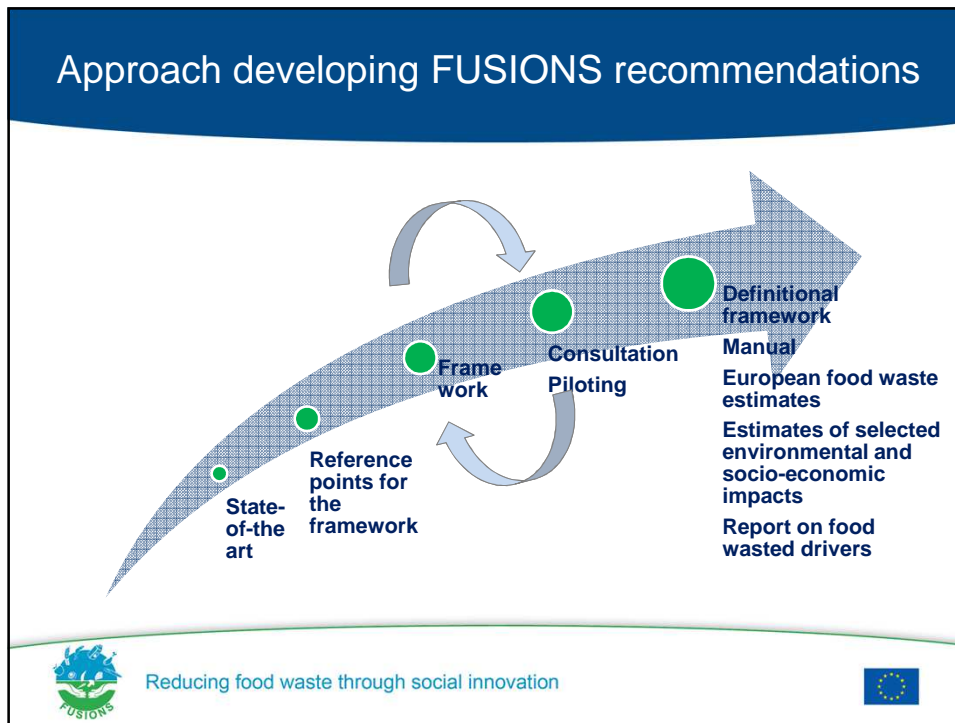 Approach developing FUSIONS recommendations
State-
of-the
art
Reference
points for
the
framework
Frame
work
Consultation
Piloting
Definitional
framework
Manual
European food waste
estimates
Estimates of selected
environmental and
socio-economic
impacts
Report on food
wasted drivers
FUSIONS
Reducing food waste through social innovation